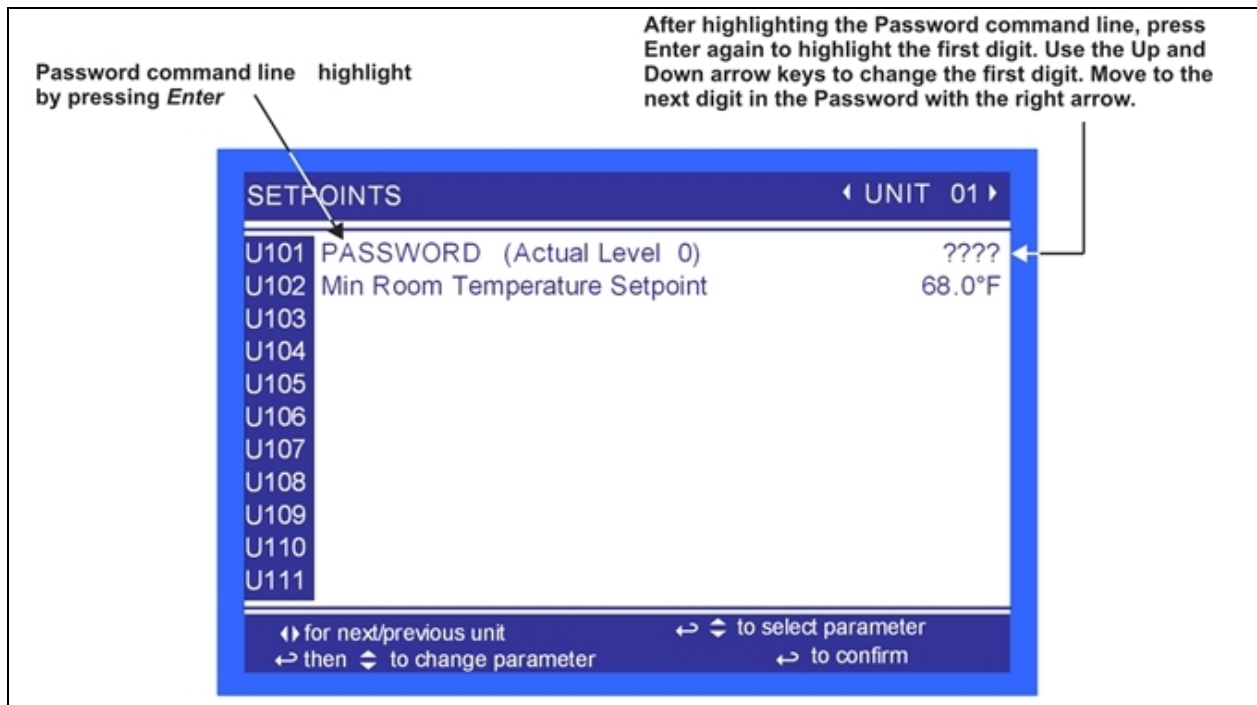 Password command line highlight
by pressing Enter
After highlighting the Password command line, press
Enter again to highlight the first digit. Use the Up and
Down arrow keys to change the first digit. Move to the
next digit in the Password with the right arrow.
SETPOINTS
UNIT 01
U101 PASSWORD (Actual Level 0) ????
U102 Min Room Temperature Setpoint 68.0°F
U103
U104
U105
U106
U107
U108
U109
U110
U111
for next/previous unit
↵ then to change parameter
↵ to select parameter
↵ to confirm